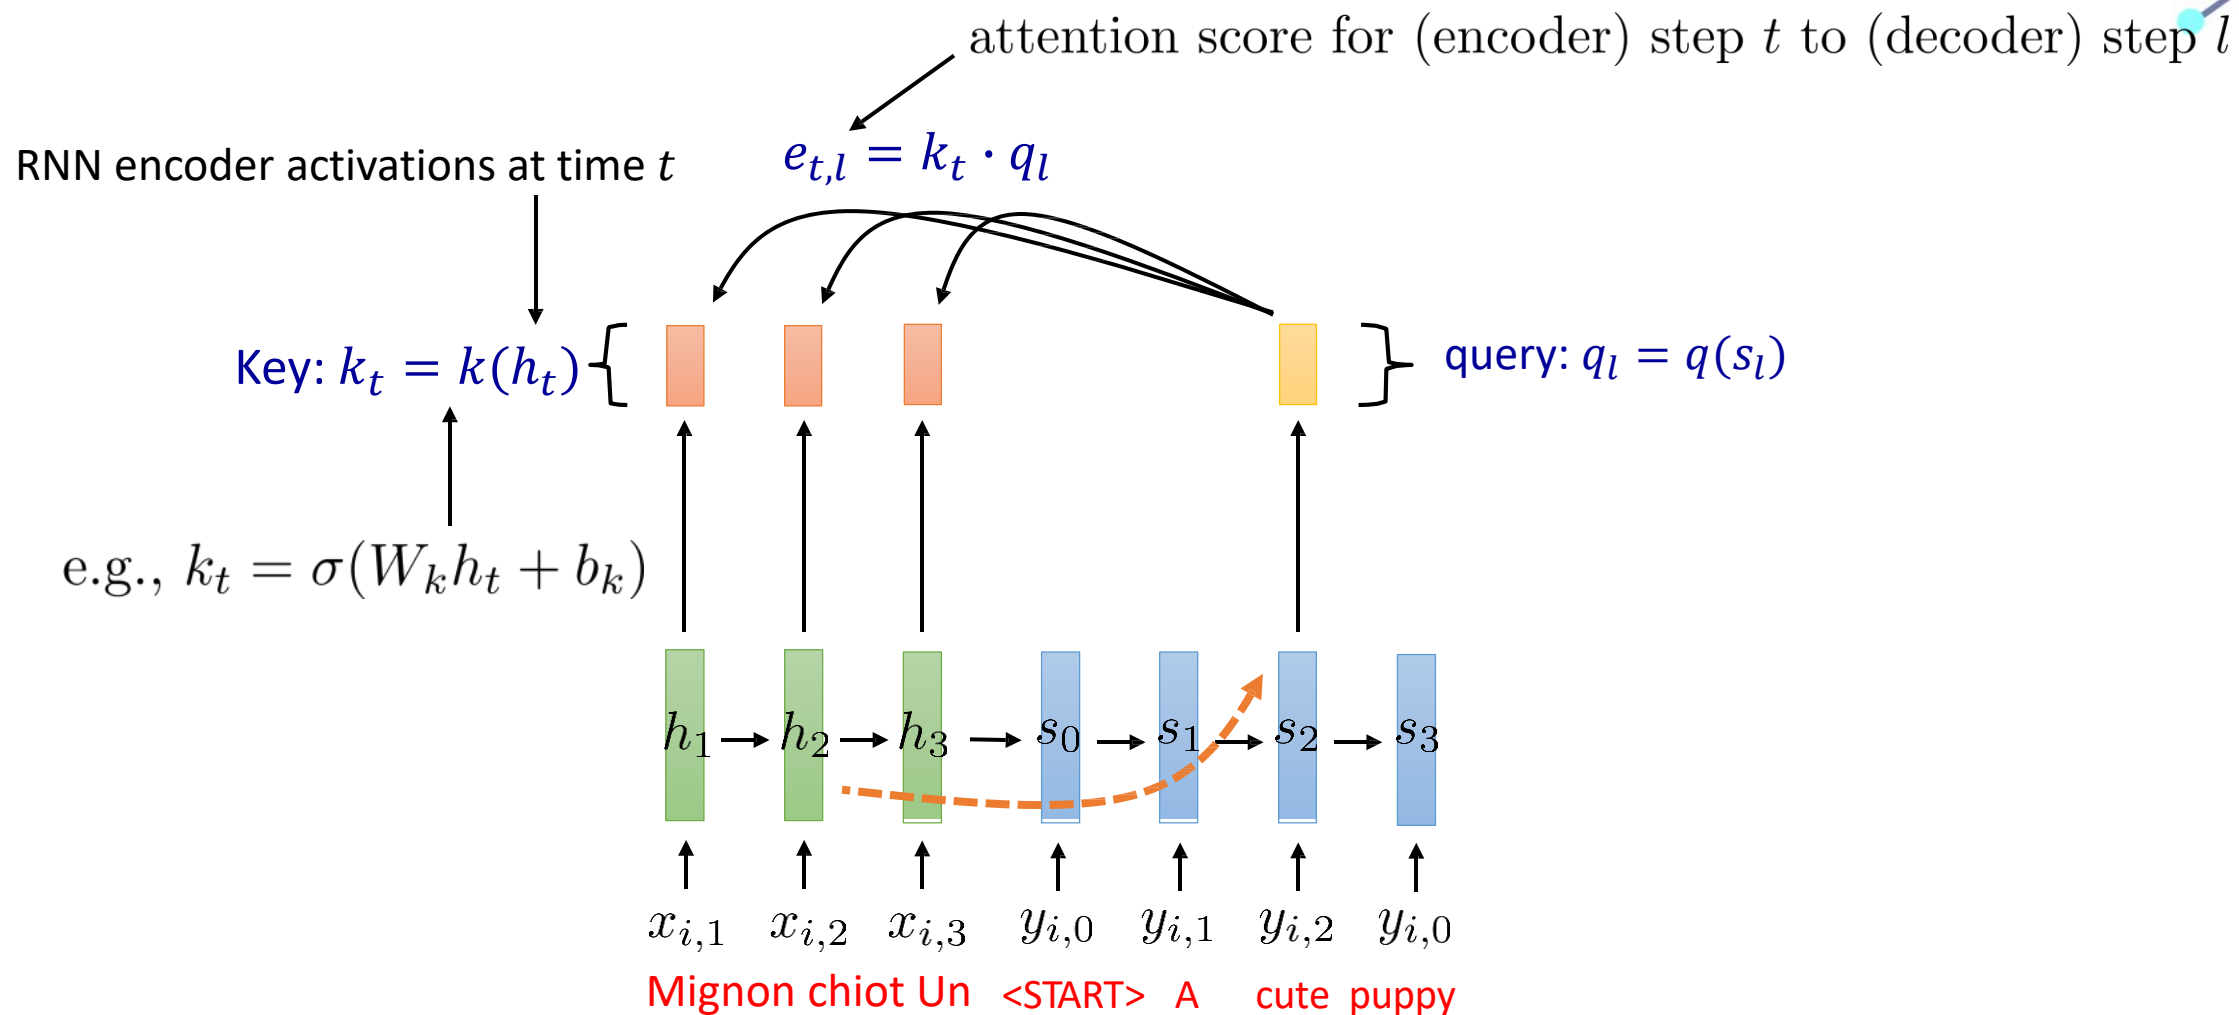 attention score for (encoder) step t to (decoder) step l
RNN encoder activations at time t
e_{t,l} = k_t · q_l
Key: k_t = k(h_t)
query: q_l = q(s_l)
e.g., k_t = σ(W_k h_t + b_k)
h_1 h_2 h_3 s_0 s_1 s_2 s_3
x_{i,1} x_{i,2} x_{i,3} y_{i,0} y_{i,1} y_{i,2} y_{i,0}
Mignon chiot Un <START> A cute puppy